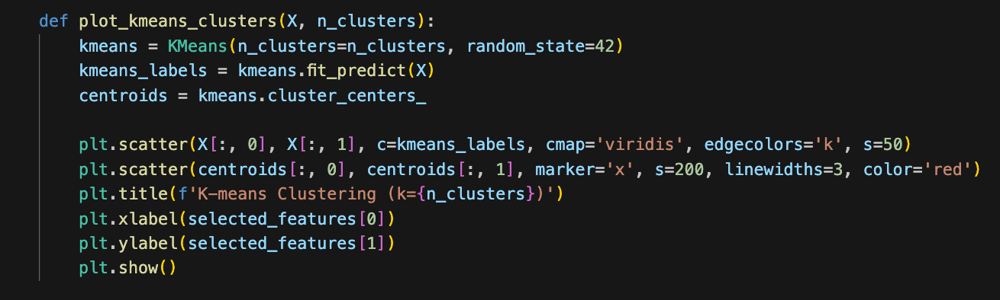 def plot_kmeans_clusters(X, n_clusters):
    kmeans = KMeans(n_clusters=n_clusters, random_state=42)
    kmeans_labels = kmeans.fit_predict(X)
    centroids = kmeans.cluster_centers_

    plt.scatter(X[:, 0], X[:, 1], c=kmeans_labels, cmap='viridis', edgecolors='k', s=50)
    plt.scatter(centroids[:, 0], centroids[:, 1], marker='x', s=200, linewidths=3, color='red')
    plt.title(f'K-means Clustering (k={n_clusters})')
    plt.xlabel(selected_features[0])
    plt.ylabel(selected_features[1])
    plt.show()